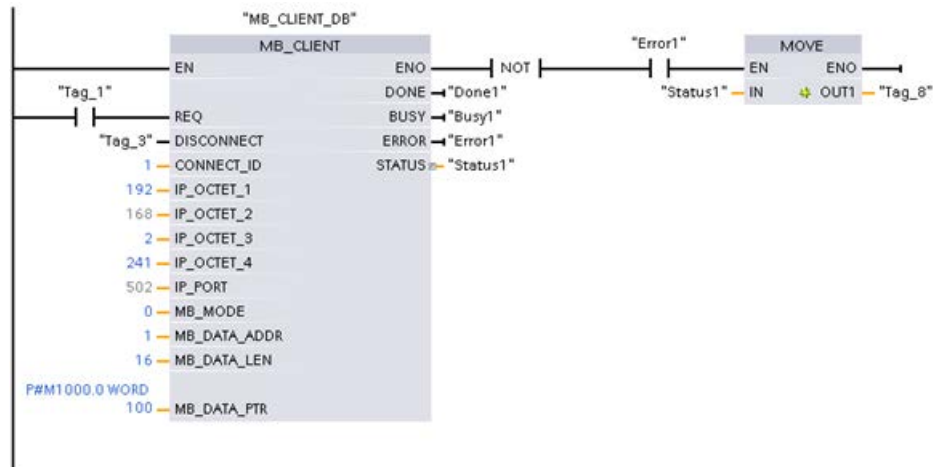 "MB_CLIENT_DB"
MB_CLIENT
"Error1"
MOVE
EN ENO NOT EN ENO
"Tag_1" DONE "Done1" "Status1" IN OUT1 "Tag_8"
REQ BUSY "Busy1"
"Tag_3" DISCONNECT ERROR "Error1"
1 CONNECT_ID STATUS "Status1"
192 IP_OCTET_1
168 IP_OCTET_2
2 IP_OCTET_3
241 IP_OCTET_4
502 IP_PORT
0 MB_MODE
1 MB_DATA_ADDR
16 MB_DATA_LEN
P#M1000.0 WORD
100 MB_DATA_PTR